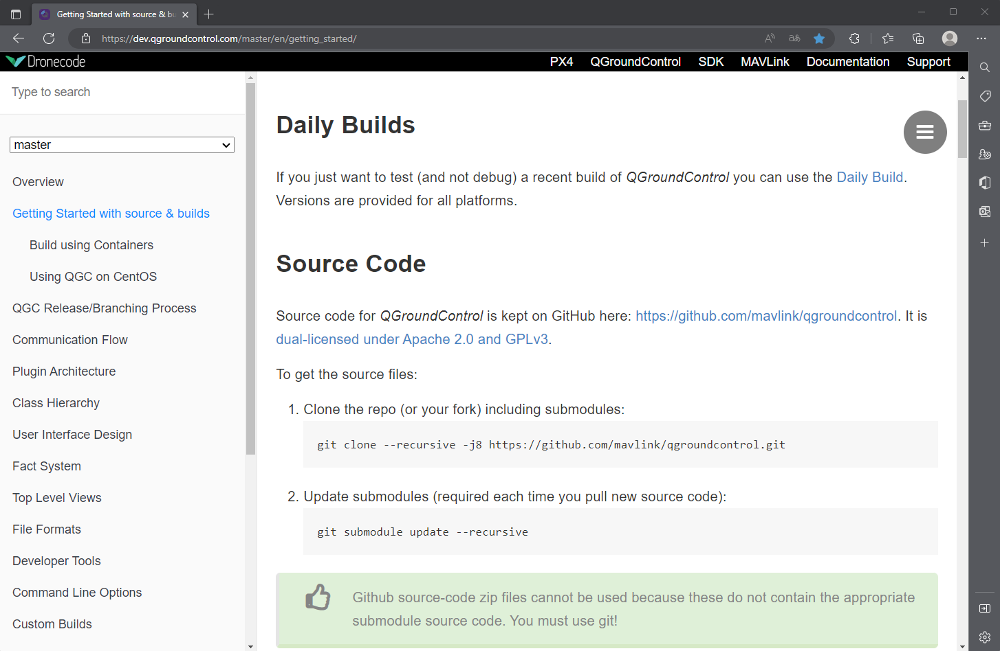 Getting Started with source & bu
https://dev.qgroundcontrol.com/master/en/getting_started/
Dronecode
PX4 QGroundControl SDK MAVLink Documentation Support
Type to search
master
Overview
Getting Started with source & builds
Build using Containers
Using QGC on CentOS
QGC Release/Branching Process
Communication Flow
Plugin Architecture
Class Hierarchy
User Interface Design
Fact System
Top Level Views
File Formats
Developer Tools
Command Line Options
Custom Builds
Daily Builds
If you just want to test (and not debug) a recent build of QGroundControl you can use the Daily Build.
Versions are provided for all platforms.
Source Code
Source code for QGroundControl is kept on GitHub here: https://github.com/mavlink/qgroundcontrol. It is
dual-licensed under Apache 2.0 and GPLv3.
To get the source files:
1. Clone the repo (or your fork) including submodules:
git clone --recursive -j8 https://github.com/mavlink/qgroundcontrol.git
2. Update submodules (required each time you pull new source code):
git submodule update --recursive
Github source-code zip files cannot be used because these do not contain the appropriate
submodule source code. You must use git!